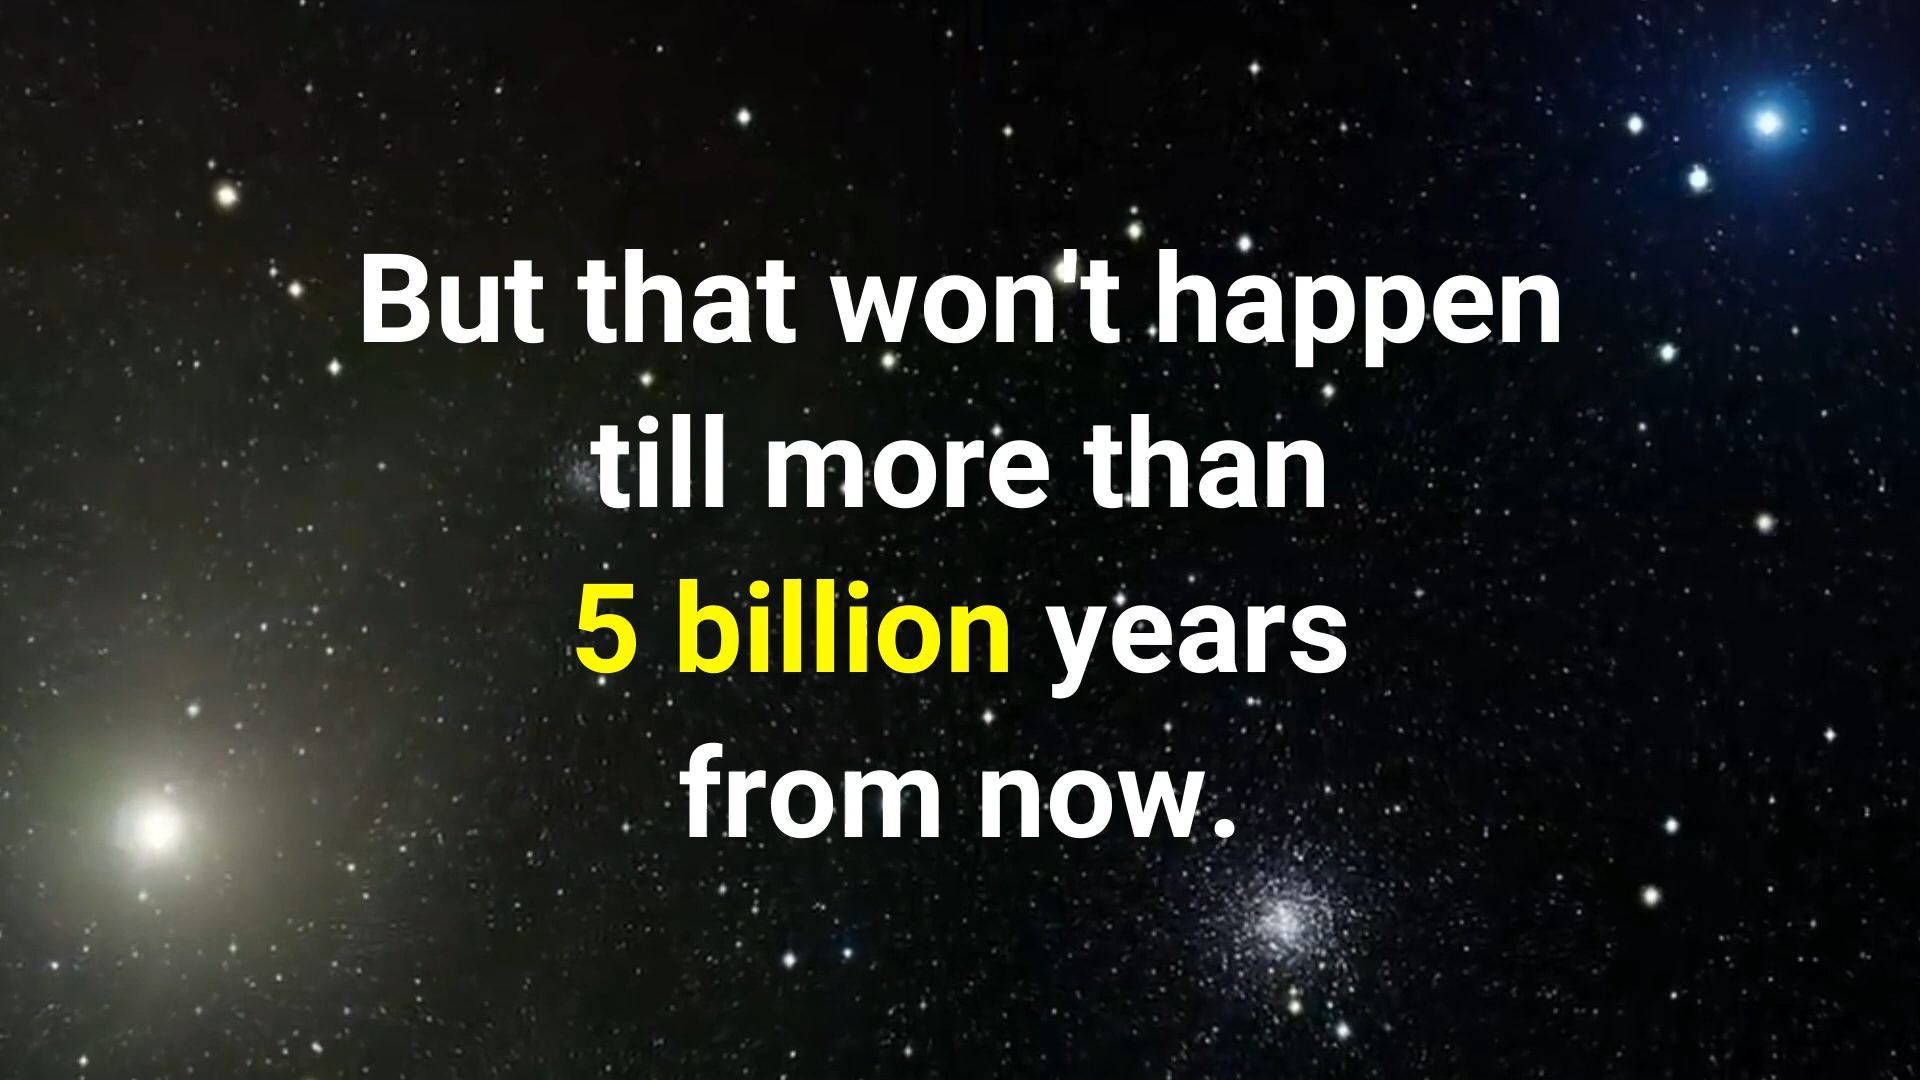 But that won't happen
till more than
5 billion years
from now.